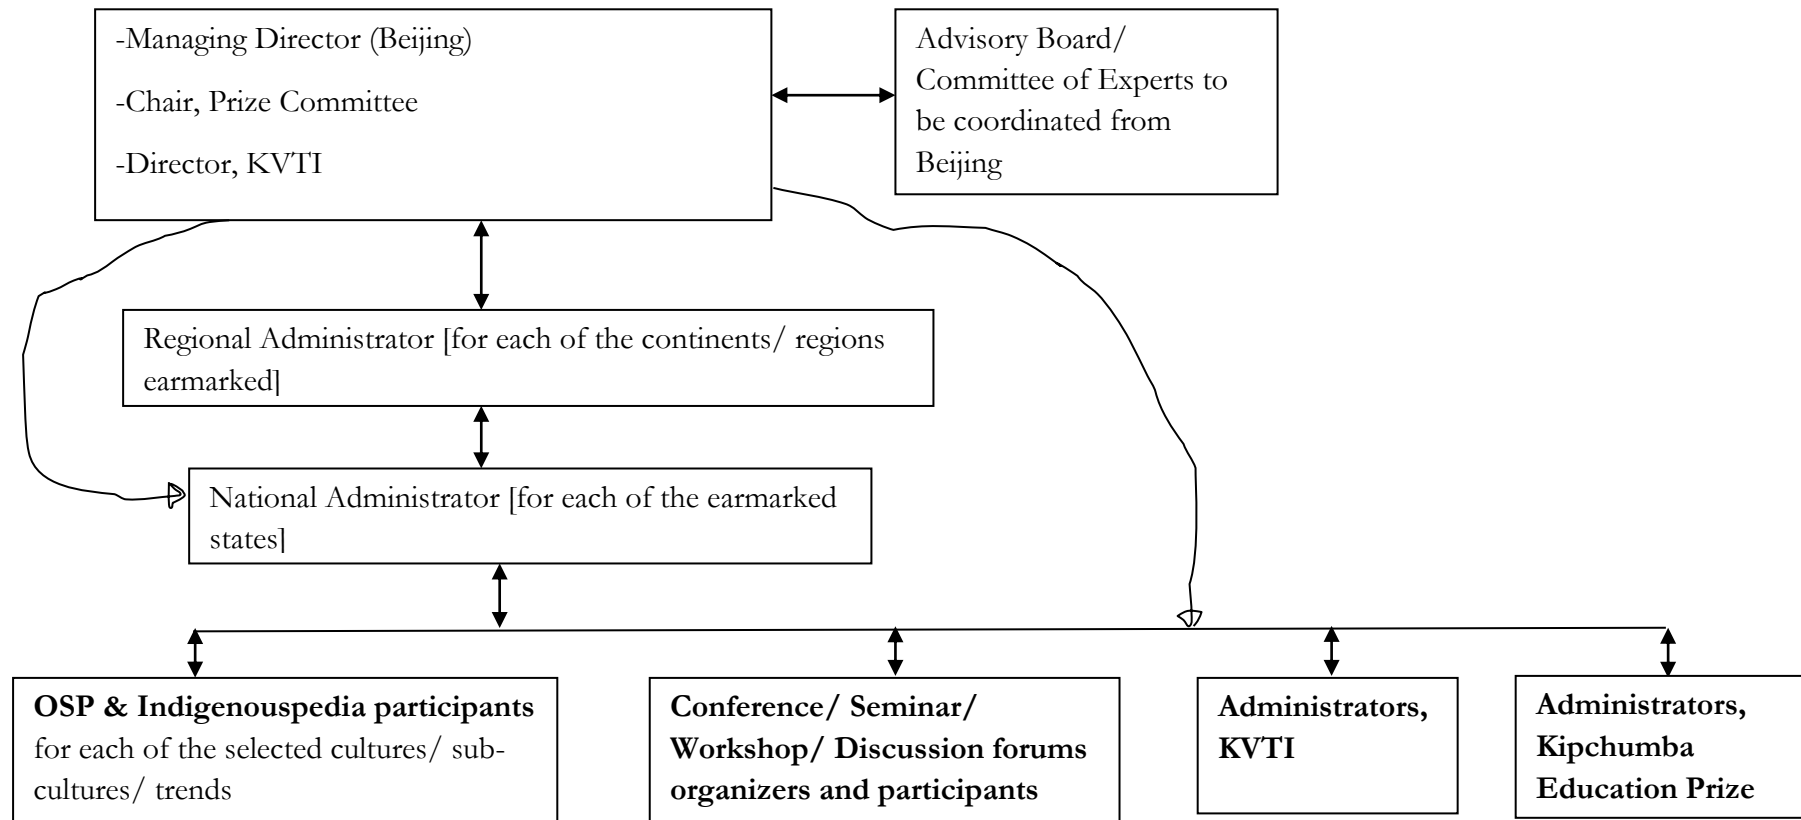 -Managing Director (Beijing)
-Chair, Prize Committee
-Director, KVTI
Advisory Board/
Committee of Experts to
be coordinated from
Beijing
Regional Administrator [for each of the continents/ regions
earmarked]
National Administrator [for each of the earmarked
states]
OSP & Indigenouspedia participants
for each of the selected cultures/ sub-
cultures/ trends
Conference/ Seminar/
Workshop/ Discussion forums
organizers and participants
Administrators,
KVTI
Administrators,
Kipchumba
Education Prize